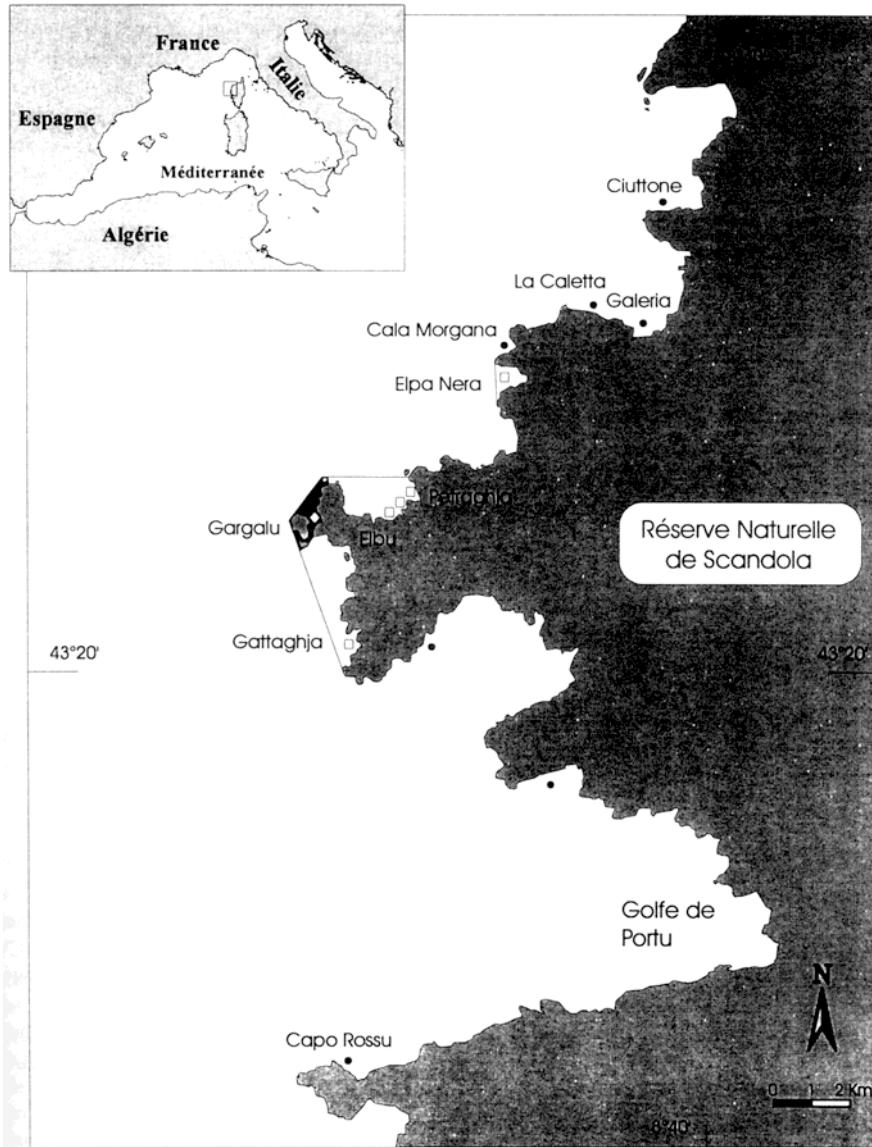 France
Italie
Espagne
Méditerranée
Algérie
Ciuttone
La Caletta
Galeria
Cala Morgana
Elpa Nera
Petraghia
Gargalu
Elbu
Réserve Naturelle
de Scandola
Gattaghja
43°20'
43°20'
Golfe de
Portu
N
Capo Rossu
0 1 2 Km
8°40'